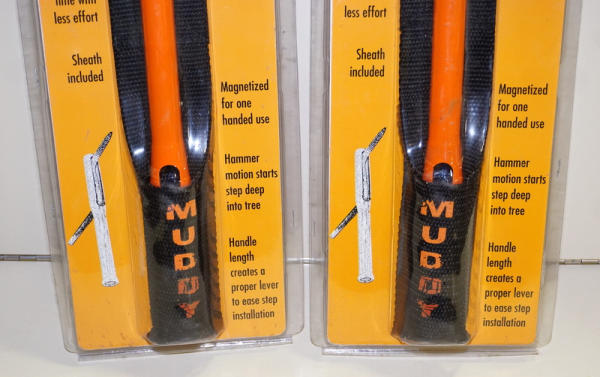 time with
less effort
Sheath
included
Magnetized
for one
handed use
Hammer
motion starts
step deep
into tree
Handle
length
creates a
proper lever
to ease step
installation
MUDDY
less effort
Sheath
included
Magnetized
for one
handed use
Hammer
motion starts
step deep
into tree
Handle
length
creates a
proper lever
to ease step
installation
MUDDY